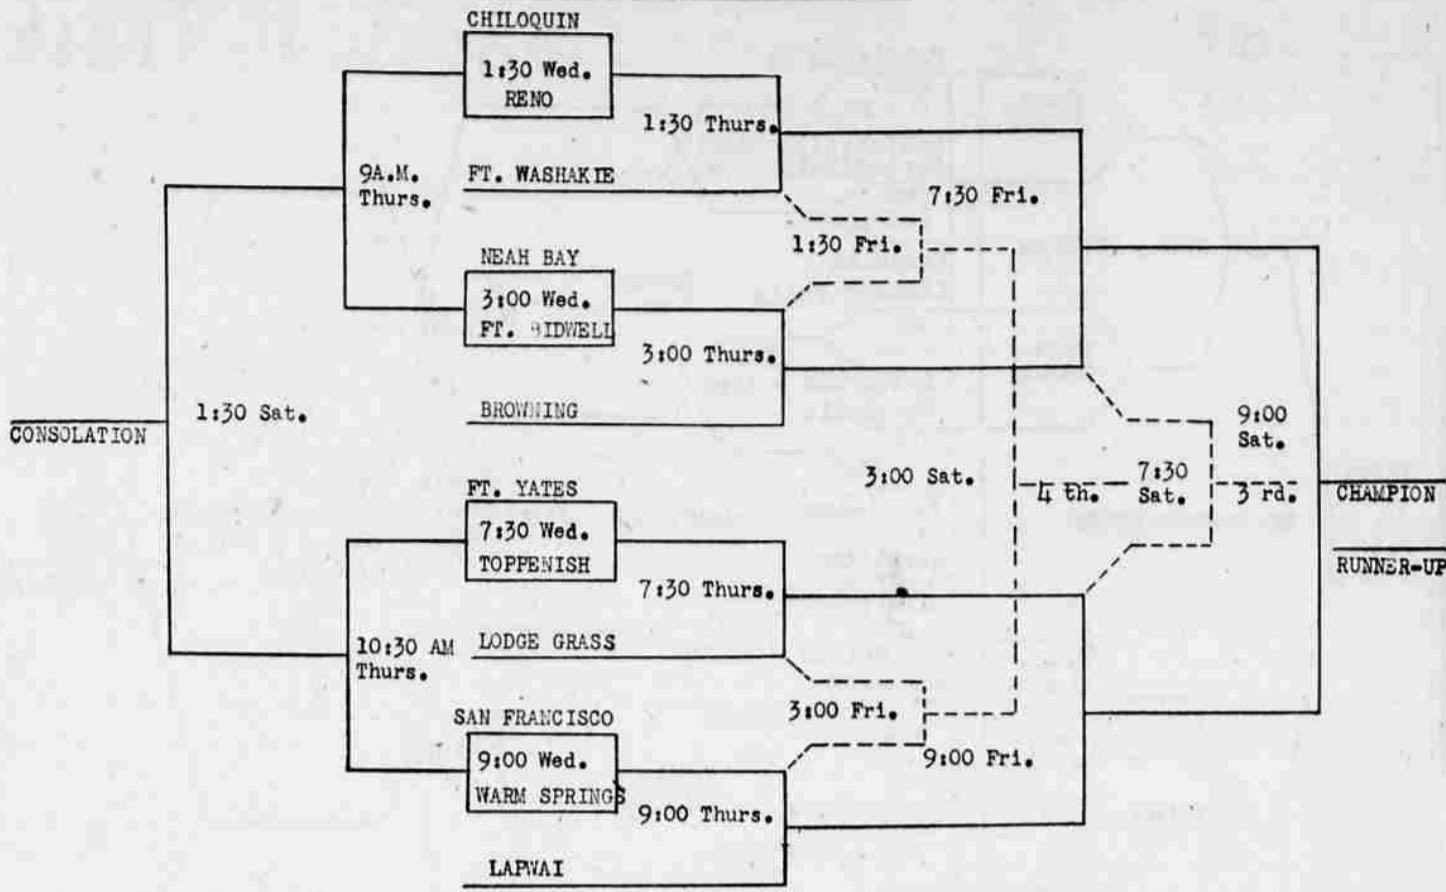 CHILOQUIN
1:30 Wed.
RENO
1:30 Thurs.
9A.M.
Thurs.
FT. WASHAKIE
7:30 Fri.
1:30 Fri.
NEAH BAY
3:00 Wed.
FT. BIDWELL
3:00 Thurs.
BROWNING
1:30 Sat.
CONSOLATION
9:00
Sat.
3:00 Sat.
4 th.
7:30
Sat.
3 rd.
CHAMPION
RUNNER-UP
FT. YATES
7:30 Wed.
TOPPENISH
7:30 Thurs.
10:30 AM
Thurs.
LODGE GRASS
3:00 Fri.
9:00 Fri.
SAN FRANCISCO
9:00 Wed.
WARM SPRINGS
9:00 Thurs.
LAPWAI